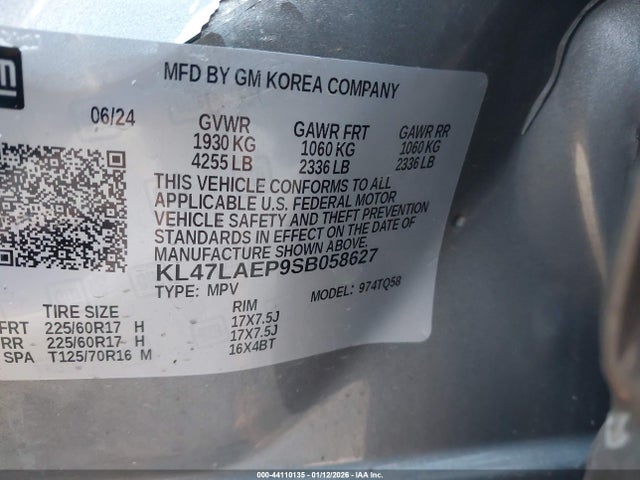 gm
MFD BY GM KOREA COMPANY
06/24
GVWR GAWR FRT GAWR RR
1930 KG 1060 KG 1060 KG
4255 LB 2336 LB 2336 LB
THIS VEHICLE CONFORMS TO ALL
APPLICABLE U.S. FEDERAL MOTOR
VEHICLE SAFETY AND THEFT PREVENTION
STANDARDS IN EFFECT ON THE DATE OF
MANUFACTURE SHOWN ABOVE.
KL47LAEP9SB058627
TYPE: MPV MODEL: 974TQ58
TIRE SIZE RIM
FRT 225/60R17 H 17X7.5J
RR 225/60R17 H 17X7.5J
SPA T125/70R16 M 16X4BT
000-44110135 - 01/12/2026 - IAAI.COM